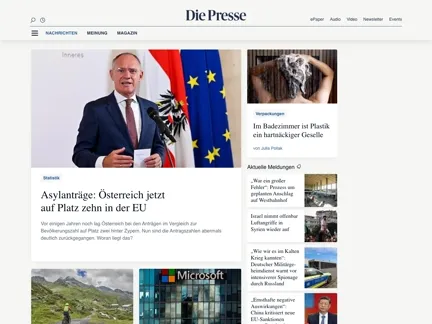 Die Presse
ePaper
Audio
Video
Newsletter
Events
NACHRICHTEN
MEINUNG
MAGAZIN
Inneres
Statistik
Asylanträge: Österreich jetzt
auf Platz zehn in der EU
Vor einigen Jahren noch lag Österreich bei den Anträgen im Vergleich zur
Bevölkerungszahl auf Platz zwei hinter Zypern. Nun sind die Antragszahlen abermals
deutlich zurückgegangen. Woran liegt das?
Microsoft
Verpackungen
Im Badezimmer ist Plastik
ein hartnäckiger Geselle
von Julia Pollak
Aktuelle Meldungen
„War ein großer
Fehler“: Prozess um
geplanten Anschlag
auf Westbahnhof
Israel nimmt offenbar
Luftangriffe in
Syrien wieder auf
„Wie wir es im Kalten
Krieg kannten“:
Deutscher Militärge-
heimdienst warnt vor
intensiverer Spionage
durch Russland
„Ernsthafte negative
Auswirkungen“:
China kritisiert neue
EU-Sanktionen